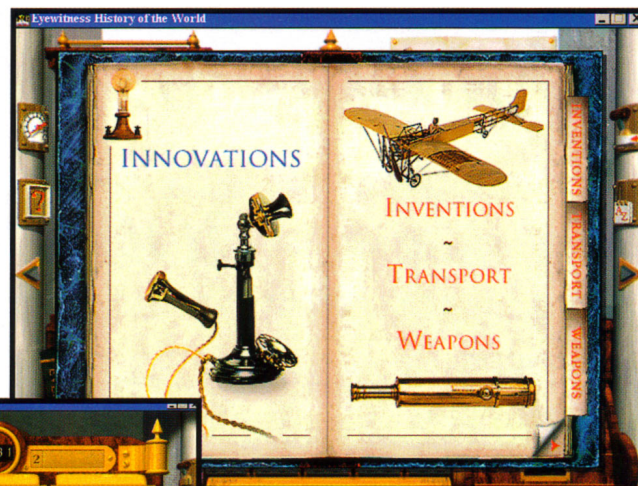 Eyewitness History of the World
INNOVATIONS
INVENTIONS
~
TRANSPORT
~
WEAPONS
INVENTIONS
TRANSPORT
WEAPONS
A
Z
?
2